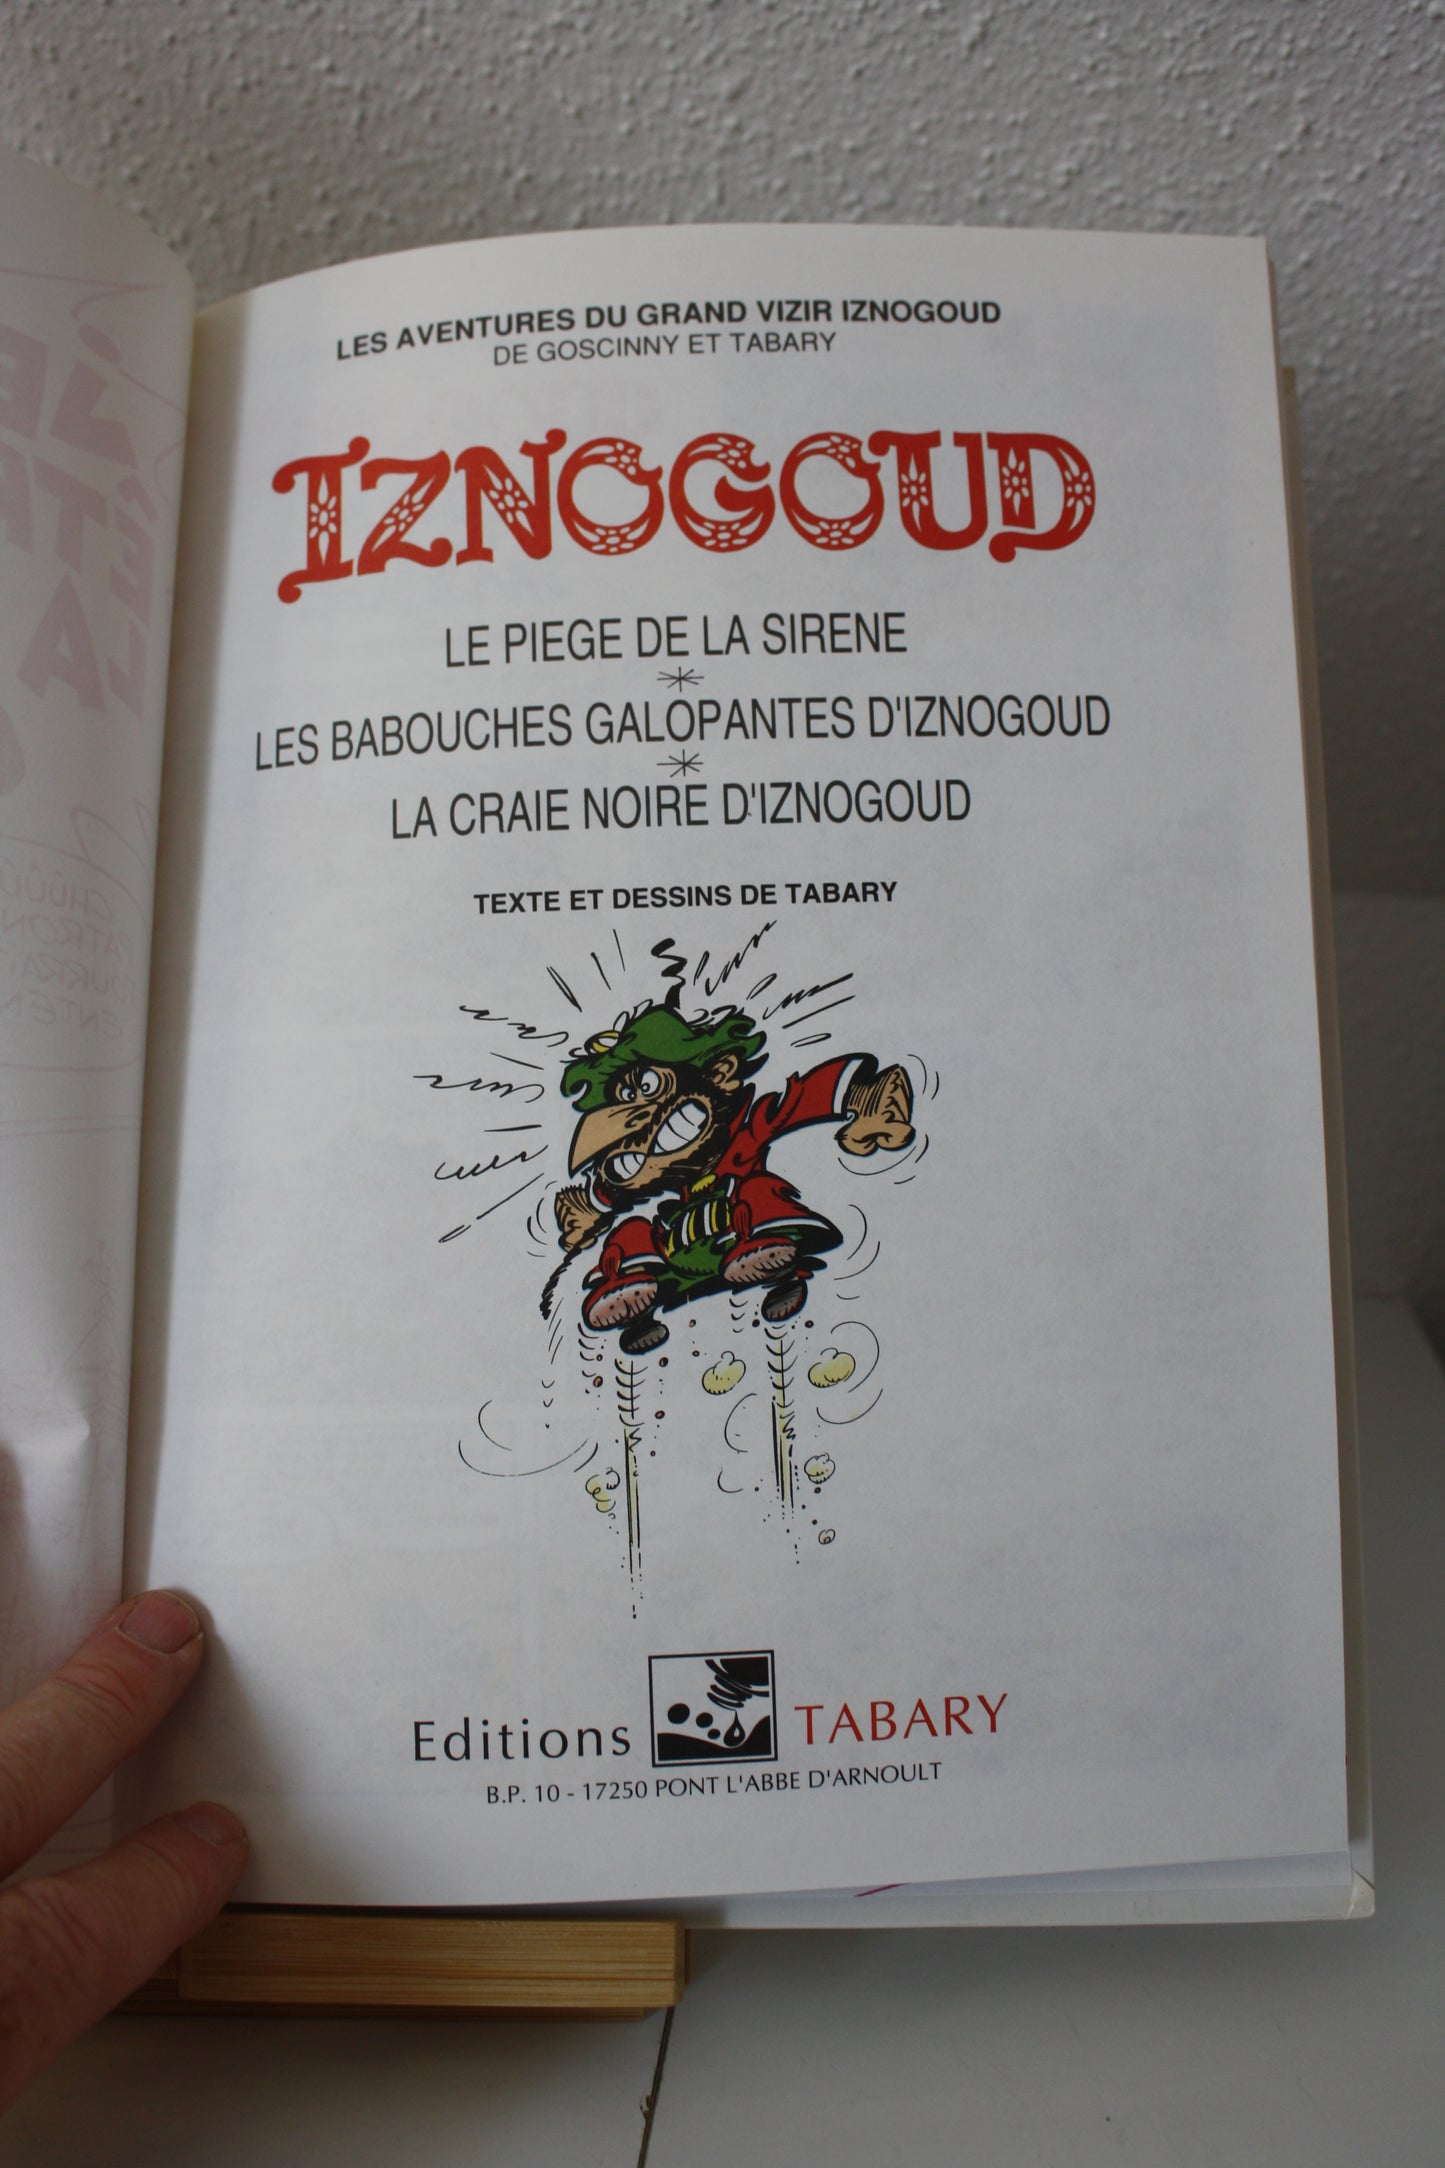 LES AVENTURES DU GRAND VIZIR IZNOGOUD
DE GOSCINNY ET TABARY
IZNOGOUD
LE PIEGE DE LA SIRENE
LES BABOUCHES GALOPANTES D'IZNOGOUD
LA CRAIE NOIRE D'IZNOGOUD
TEXTE ET DESSINS DE TABARY
Editions TABARY
B.P. 10 - 17250 PONT L'ABBE D'ARNOULT